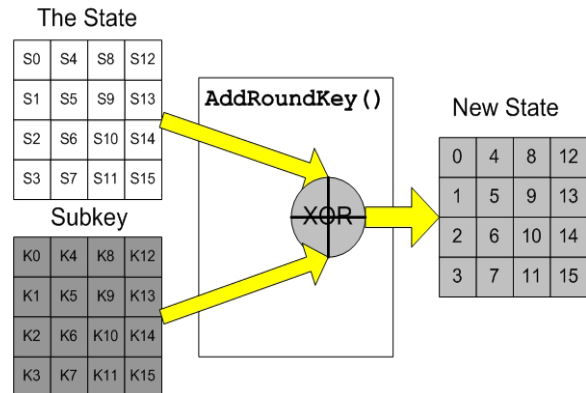 The State
S0 S4 S8 S12
S1 S5 S9 S13
S2 S6 S10 S14
S3 S7 S11 S15
Subkey
K0 K4 K8 K12
K1 K5 K9 K13
K2 K6 K10 K14
K3 K7 K11 K15
AddRoundKey()
XOR
New State
0 4 8 12
1 5 9 13
2 6 10 14
3 7 11 15